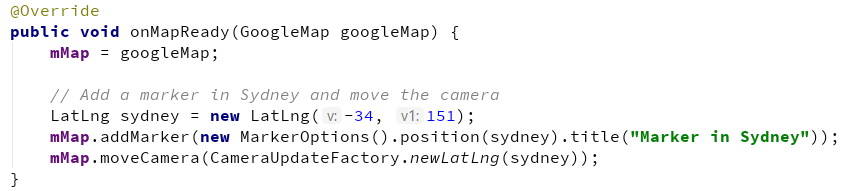 @Override
public void onMapReady(GoogleMap googleMap) {
    mMap = googleMap;

    // Add a marker in Sydney and move the camera
    LatLng sydney = new LatLng( v: -34,  v1: 151);
    mMap.addMarker(new MarkerOptions().position(sydney).title("Marker in Sydney"));
    mMap.moveCamera(CameraUpdateFactory.newLatLng(sydney));
}